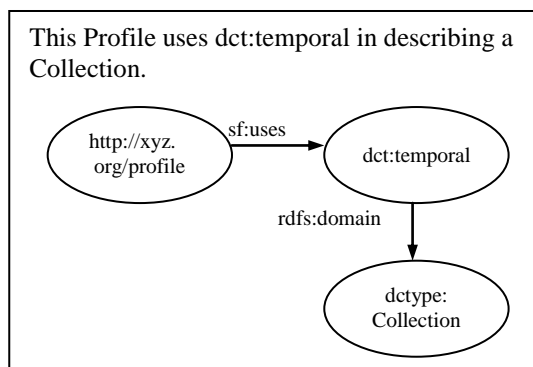 This Profile uses dct:temporal in describing a
Collection.
http://xyz.
org/profile
sf:uses
dct:temporal
rdfs:domain
dctype:
Collection